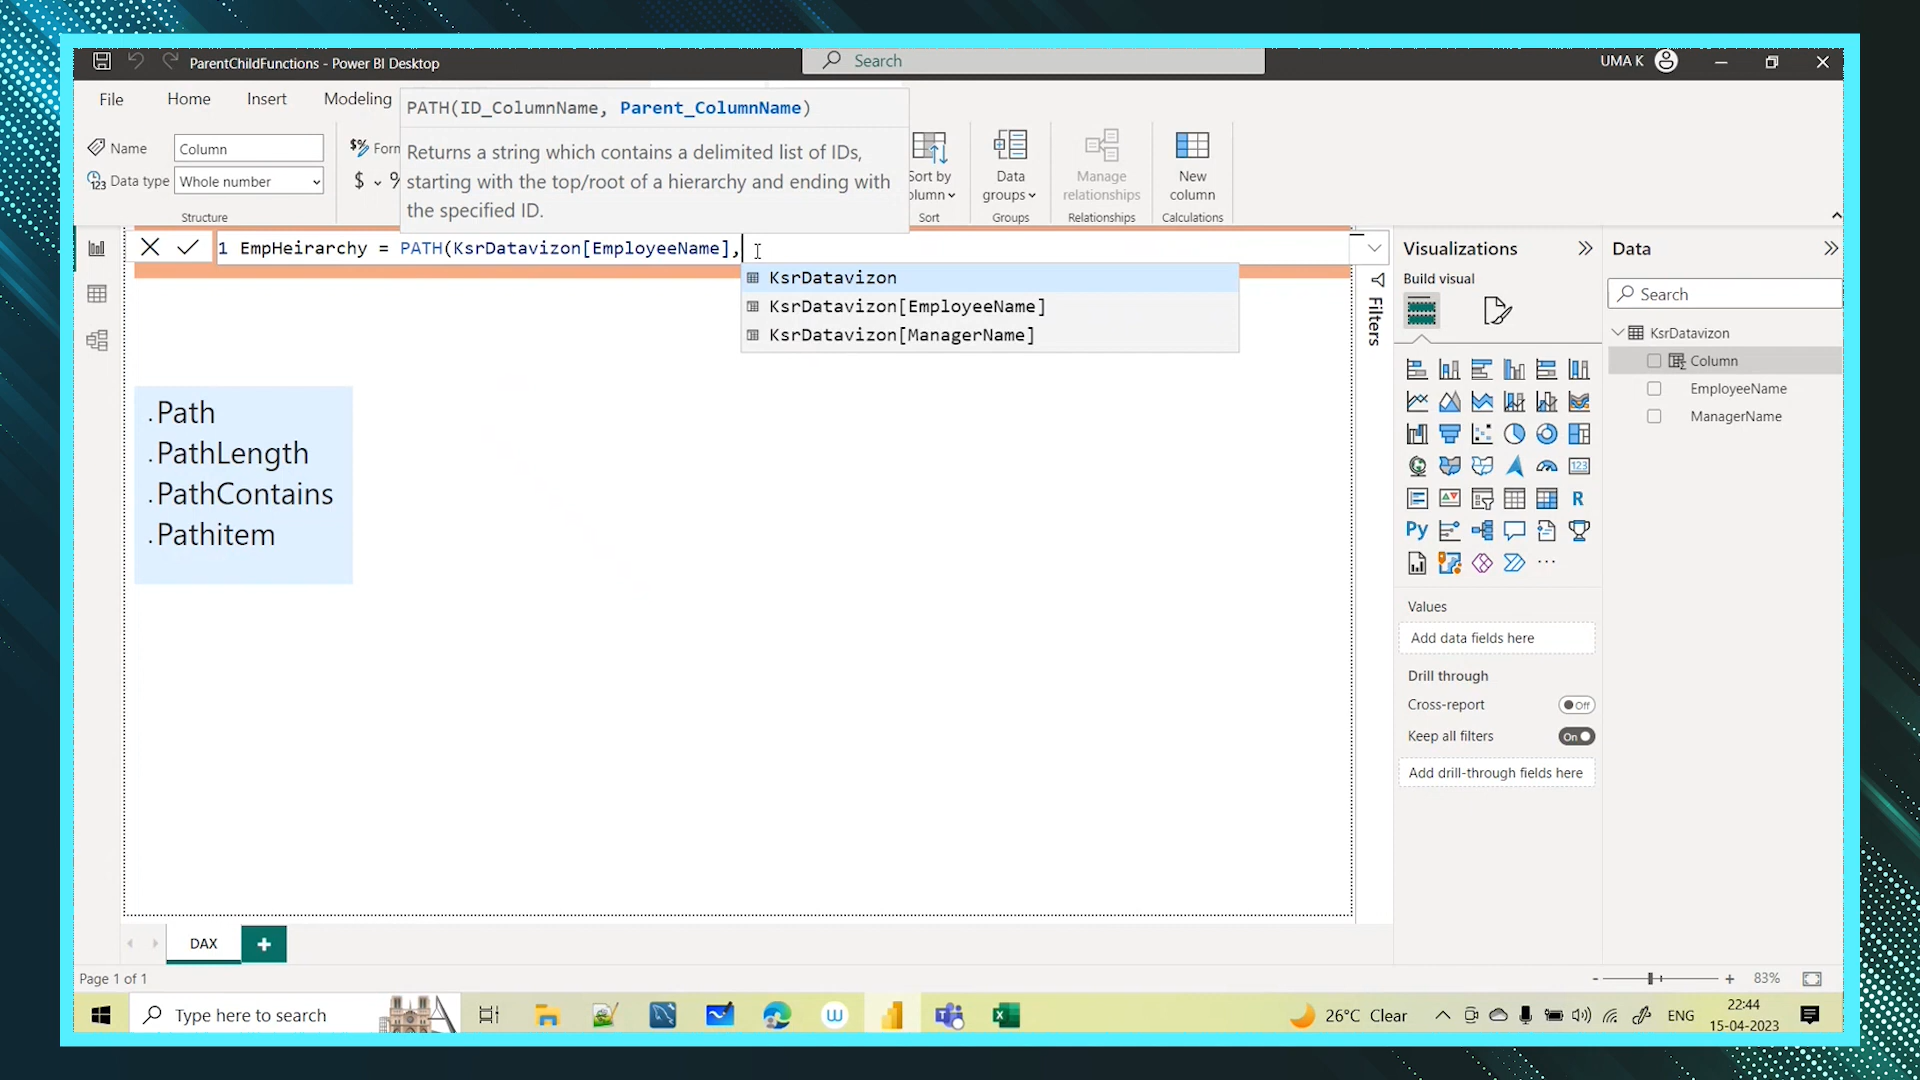 ParentChildFunctions - Power BI Desktop
Search
UMA K
File
Home
Insert
Modeling
PATH(ID_ColumnName, Parent_ColumnName)
Returns a string which contains a delimited list of IDs,
starting with the top/root of a hierarchy and ending with
the specified ID.
Name
Column
Data type
Whole number
Structure
$%
Form
$
%
Sort by
olumn
Sort
Data
groups
Groups
Manage
relationships
Relationships
New
column
Calculations
1 EmpHeirarchy = PATH(KsrDatavizon[EmployeeName],
KsrDatavizon
KsrDatavizon[EmployeeName]
KsrDatavizon[ManagerName]
.Path
.PathLength
.PathContains
.Pathitem
Filters
Visualizations
Build visual
123
R
Py
...
Values
Add data fields here
Drill through
Cross-report
Off
Keep all filters
On
Add drill-through fields here
Data
Search
KsrDatavizon
Column
EmployeeName
ManagerName
DAX
Page 1 of 1
83%
Type here to search
26°C Clear
ENG
22:44
15-04-2023